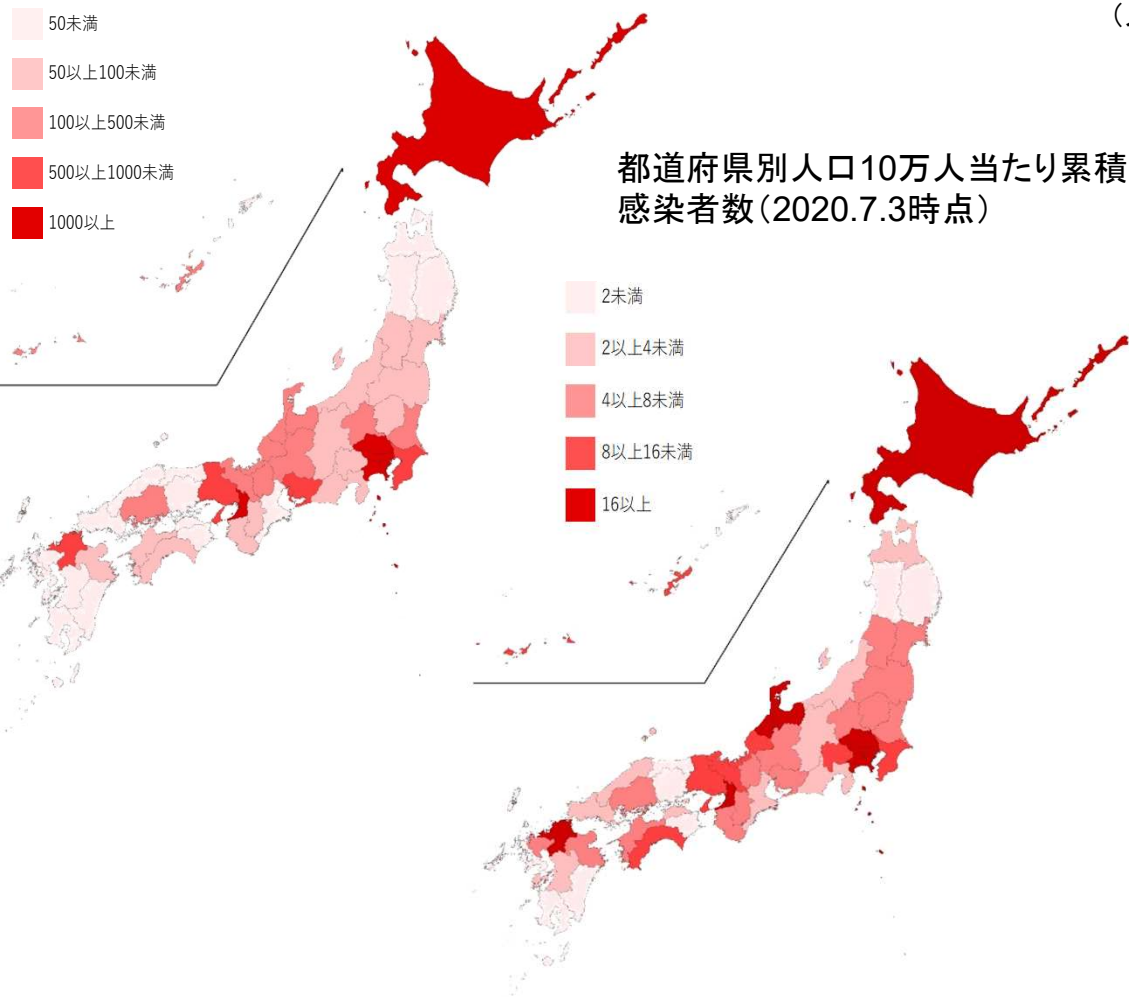 50未満
50以上100未満
100以上500未満
500以上1000未満
1000以上
都道府県別人口10万人当たり累積
感染者数（2020.7.3時点）
2未満
2以上4未満
4以上8未満
8以上16未満
16以上